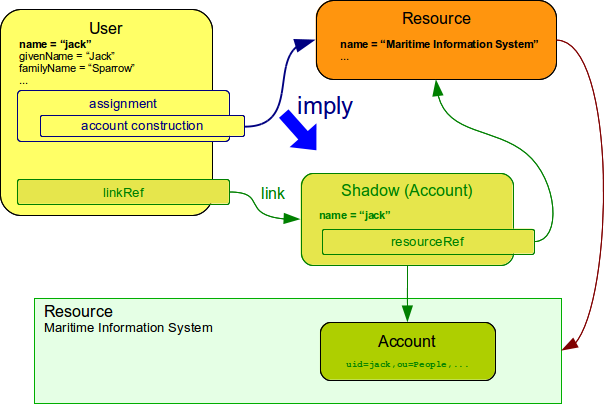 User
name = “jack”
givenName = “Jack”
familyName = “Sparrow”
...
assignment
account construction
linkRef
Resource
name = “Maritime Information System”
...
imply
link
Shadow (Account)
name = “jack”
resourceRef
Resource
Maritime Information System
Account
uid=jack,ou=People,...